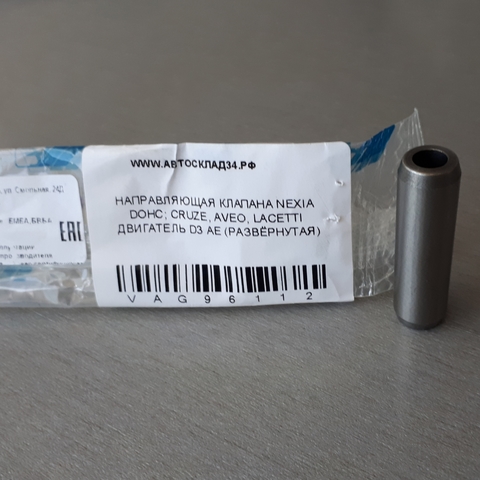 WWW.АВТОСКЛАД34.РФ
НАПРАВЛЯЮЩАЯ КЛАПАНА NEXIA
DOHC; CRUZE, AVEO, LACETTI
ДВИГАТЕЛЬ D3 AE (РАЗВЁРНУТАЯ)
VAG96112
EAC